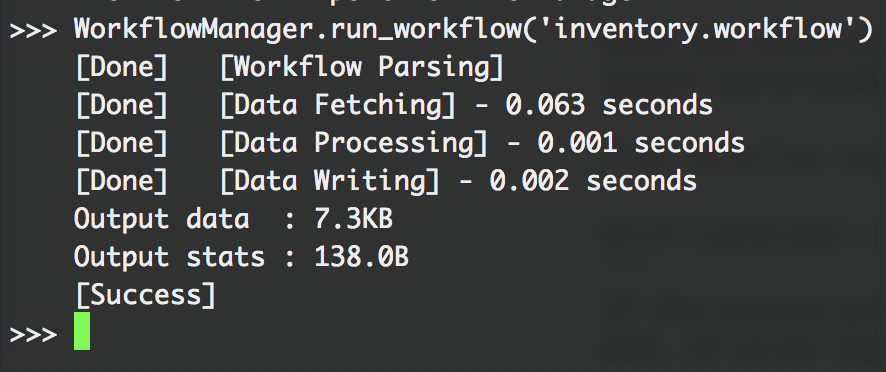 >>> WorkflowManager.run_workflow('inventory.workflow')
[Done]   [Workflow Parsing]
[Done]   [Data Fetching] - 0.063 seconds
[Done]   [Data Processing] - 0.001 seconds
[Done]   [Data Writing] - 0.002 seconds
Output data  : 7.3KB
Output stats : 138.0B
[Success]
>>>